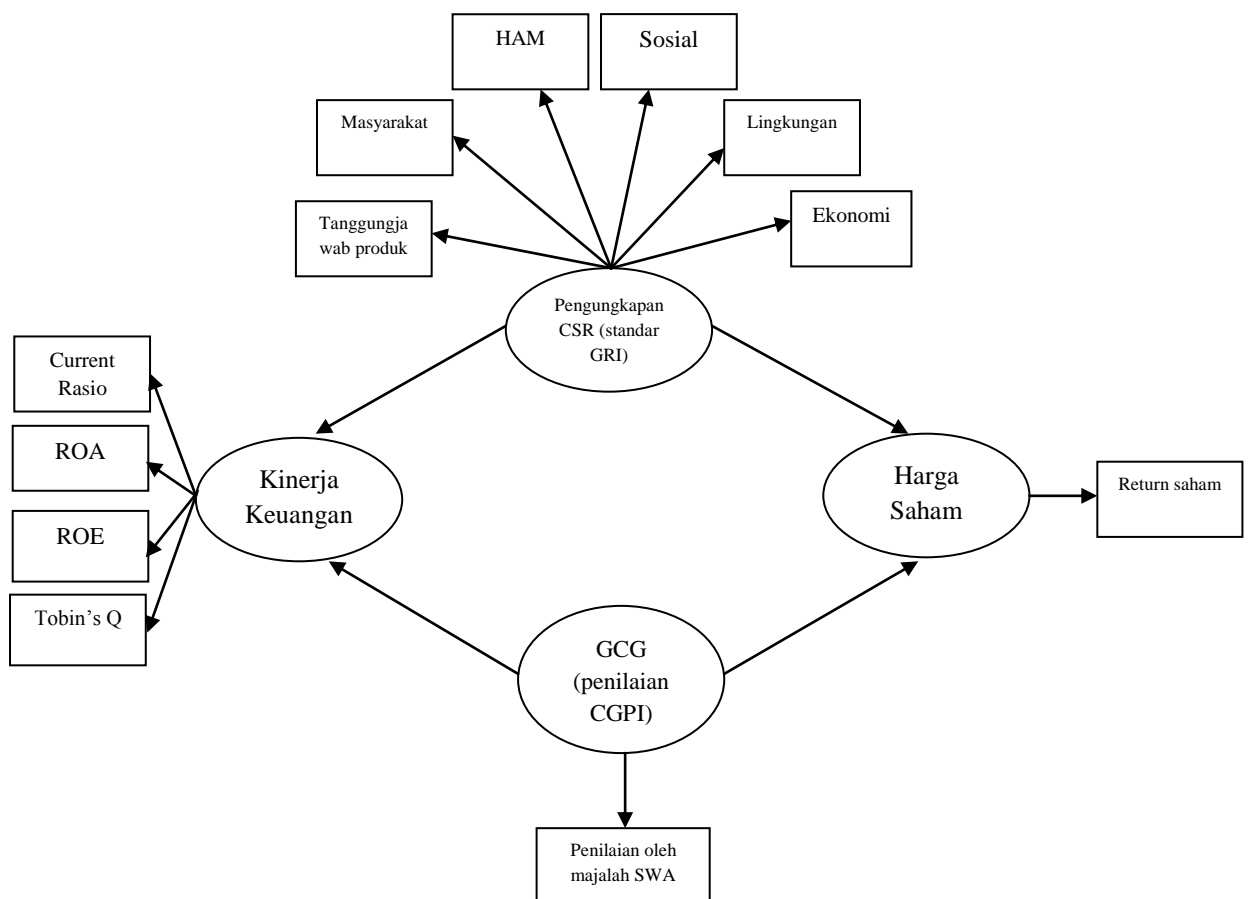 HAM
Sosial
Masyarakat
Lingkungan
Tanggungja
wab produk
Ekonomi
Pengungkapan
CSR (standar
GRI)
Current
Rasio
ROA
ROE
Tobin’s Q
Kinerja
Keuangan
Harga
Saham
Return saham
GCG
(penilaian
CGPI)
Penilaian oleh
majalah SWA